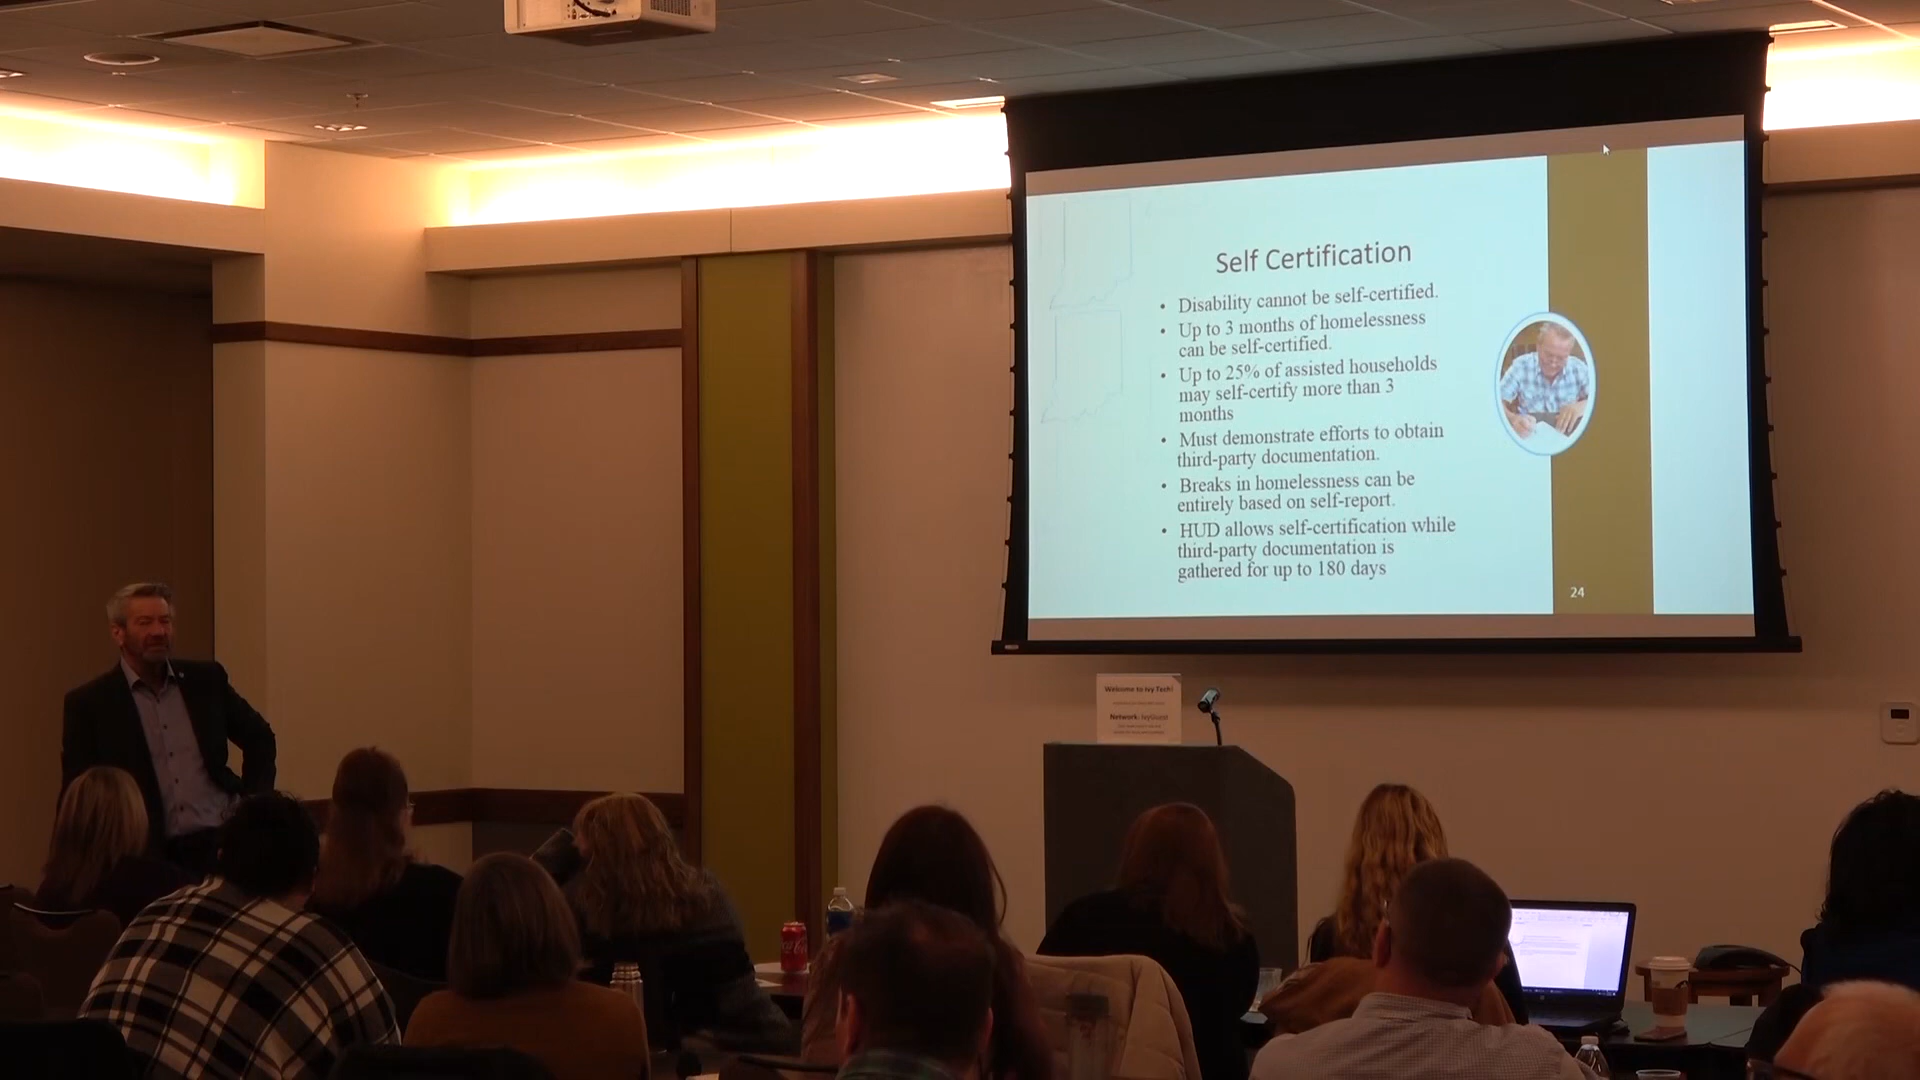 Self Certification
• Disability cannot be self-certified.
• Up to 3 months of homelessness
can be self-certified.
• Up to 25% of assisted households
may self-certify more than 3
months
• Must demonstrate efforts to obtain
third-party documentation.
• Breaks in homelessness can be
entirely based on self-report.
• HUD allows self-certification while
third-party documentation is
gathered for up to 180 days
24
Welcome to Ivy Tech!
Network: IvyGuest